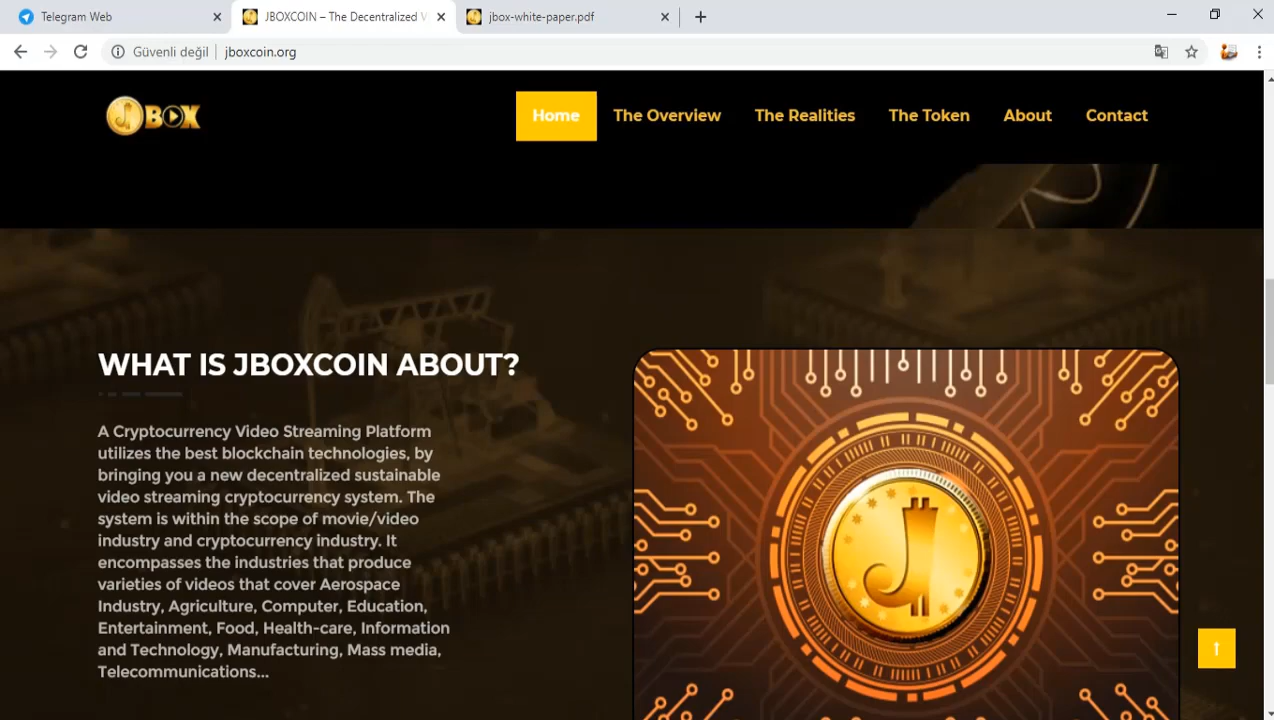 Telegram Web
JBOXCOIN – The Decentralized V
jbox-white-paper.pdf
Güvenli değil
jboxcoin.org
JBOX
Home
The Overview
The Realities
The Token
About
Contact
WHAT IS JBOXCOIN ABOUT?
A Cryptocurrency Video Streaming Platform
utilizes the best blockchain technologies, by
bringing you a new decentralized sustainable
video streaming cryptocurrency system. The
system is within the scope of movie/video
industry and cryptocurrency industry. It
encompasses the industries that produce
varieties of videos that cover Aerospace
Industry, Agriculture, Computer, Education,
Entertainment, Food, Health-care, Information
and Technology, Manufacturing, Mass media,
Telecommunications...
J